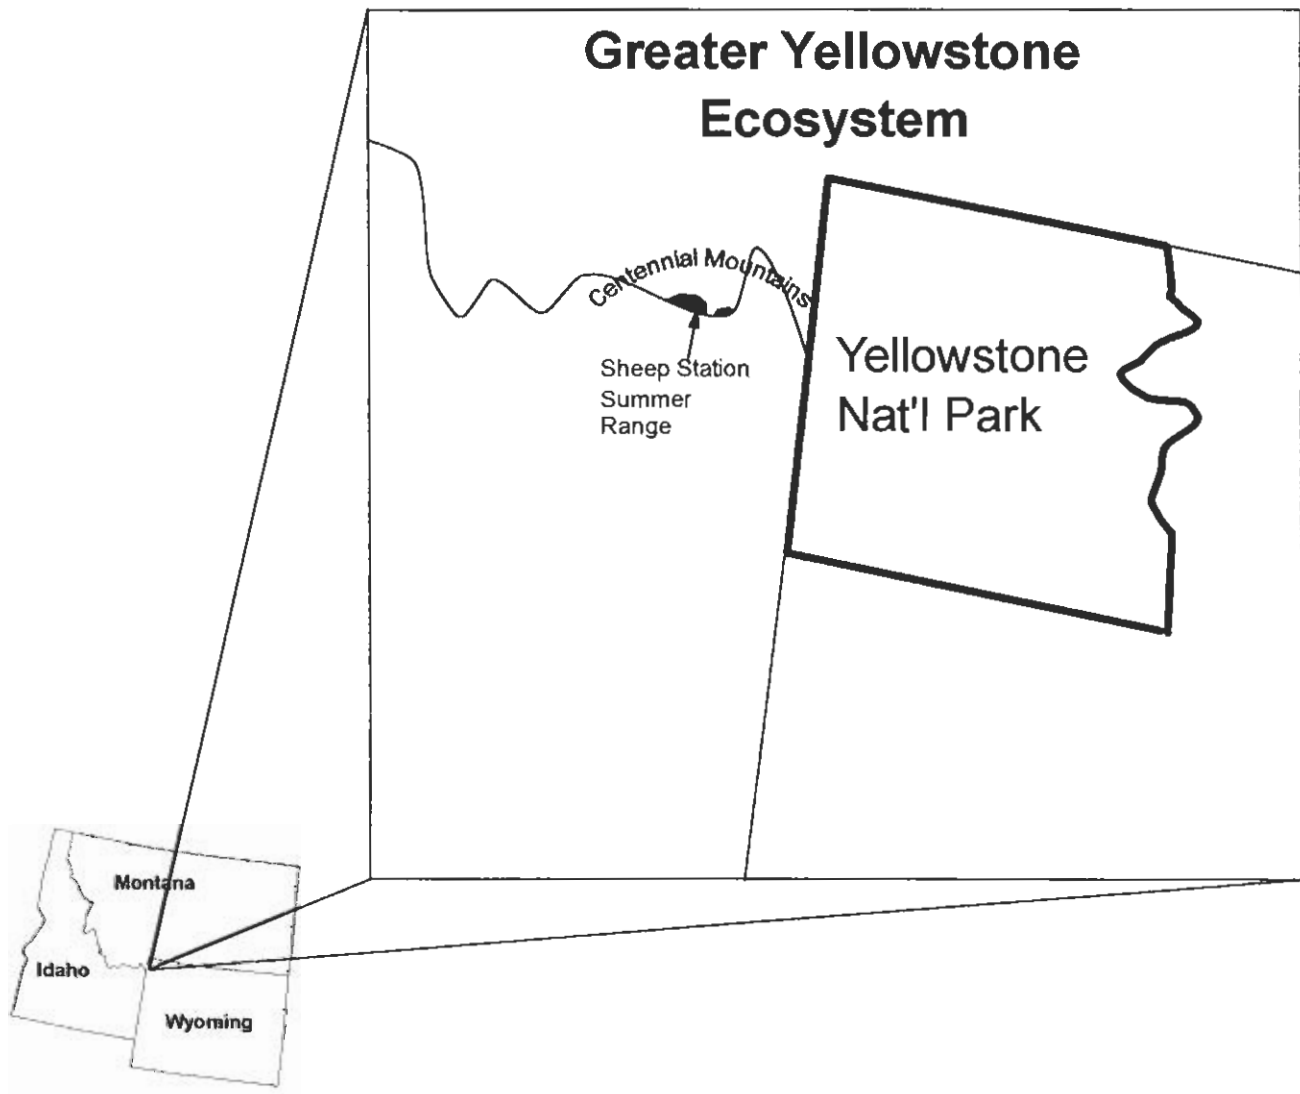 Greater Yellowstone
Ecosystem
Centennial Mountains
Sheep Station
Summer
Range
Yellowstone
Nat'l Park
Montana
Idaho
Wyoming